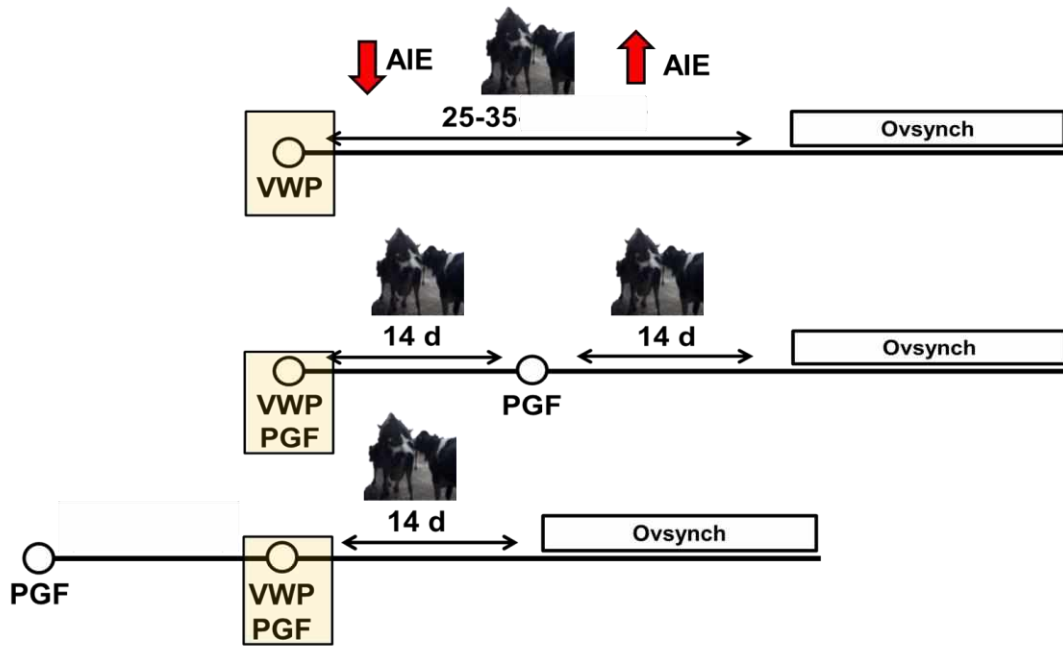 AIE
AIE
25-35
Ovsynch
VWP
14 d
14 d
Ovsynch
VWP
PGF
PGF
14 d
Ovsynch
PGF
VWP
PGF